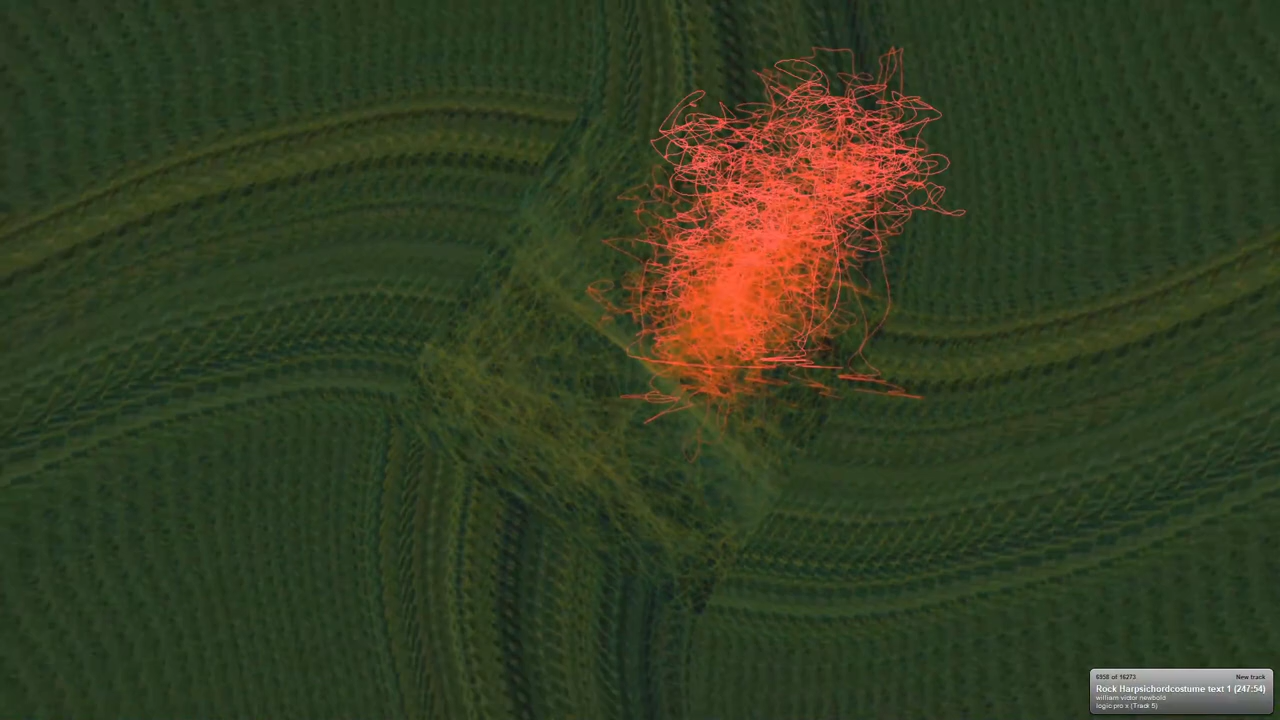 6958 of 16273 New track
Rock Harpsichordcostume text 1 (247:54)
william victor newbold
logic pro x (Track 5)